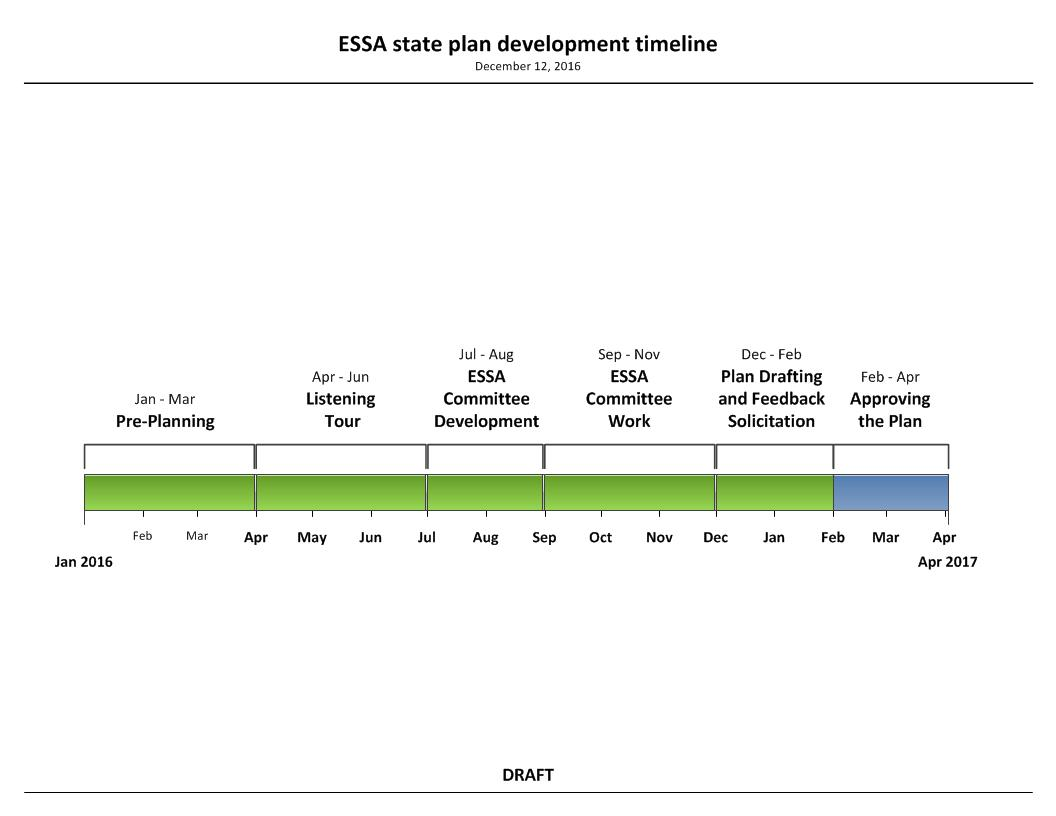 ESSA state plan development timeline
December 12, 2016
Jan - Mar
Pre-Planning
Apr - Jun
Listening
Tour
Jul - Aug
ESSA
Committee
Development
Sep - Nov
ESSA
Committee
Work
Dec - Feb
Plan Drafting
and Feedback
Solicitation
Feb - Apr
Approving
the Plan
Feb Mar Apr May Jun Jul Aug Sep Oct Nov Dec Jan Feb Mar Apr
Jan 2016 Apr 2017
DRAFT